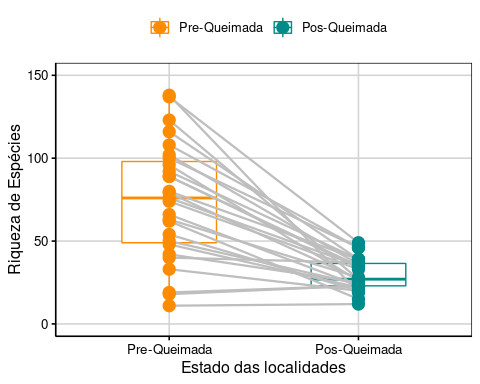 Pre-Queimada Pos-Queimada
Riqueza de Espécies
150
100
50
0
Pre-Queimada Pos-Queimada
Estado das localidades